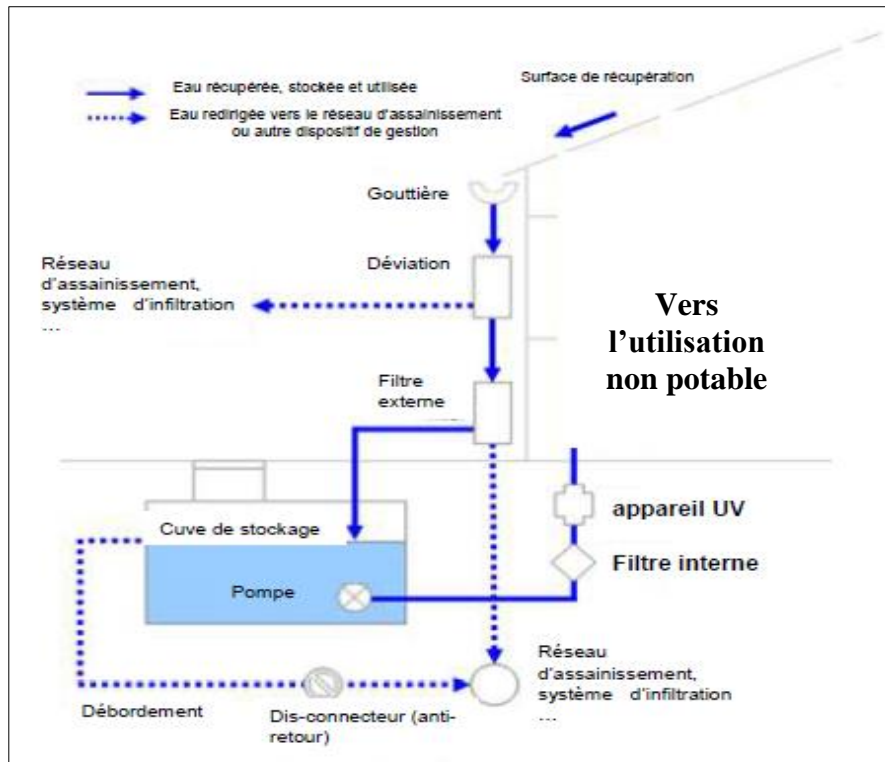 Eau récupérée, stockée et utilisée
Eau redirigée vers le réseau d'assainissement
ou autre dispositif de gestion
Surface de récupération
Gouttière
Déviation
Réseau
d'assainissement,
système d'infiltration
...
Vers
l'utilisation
non potable
Filtre
externe
Cuve de stockage
appareil UV
Filtre interne
Pompe
Réseau
d'assainissement,
système d'infiltration
...
Débordement
Dis-connecteur (anti-
retour)